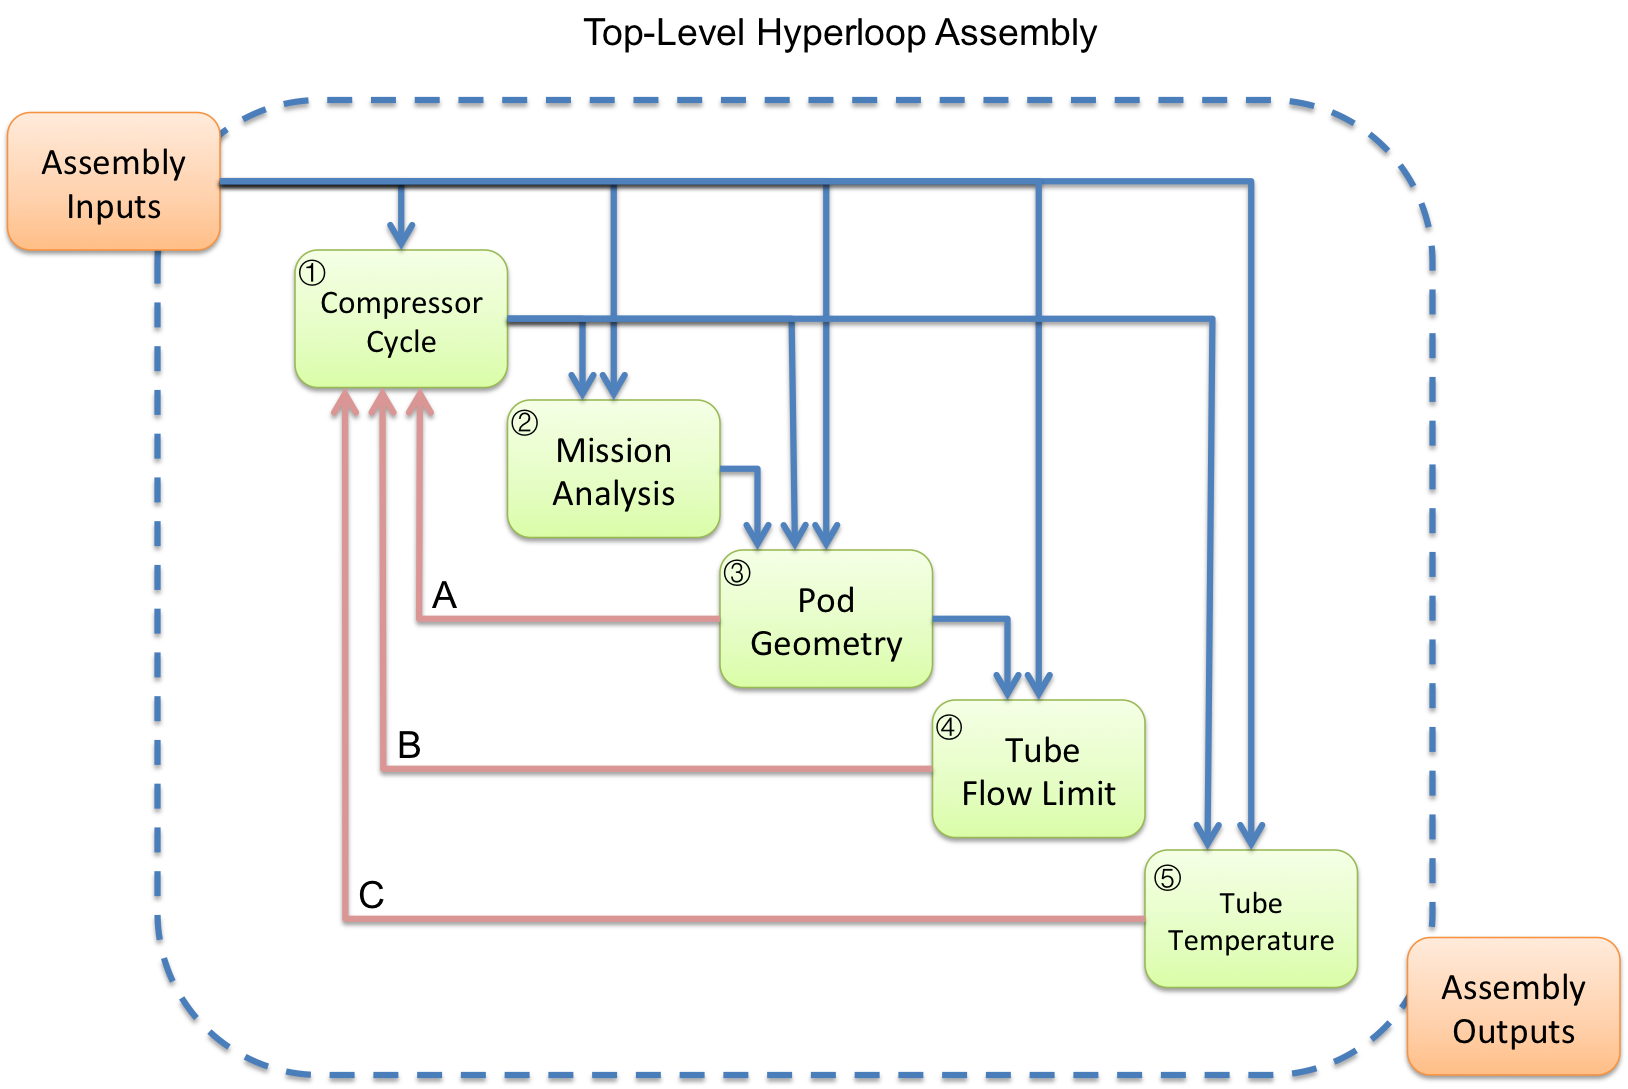 Top-Level Hyperloop Assembly
Assembly
Inputs
①
Compressor
Cycle
②
Mission
Analysis
③
Pod
Geometry
A
④
Tube
Flow Limit
B
⑤
Tube
Temperature
C
Assembly
Outputs